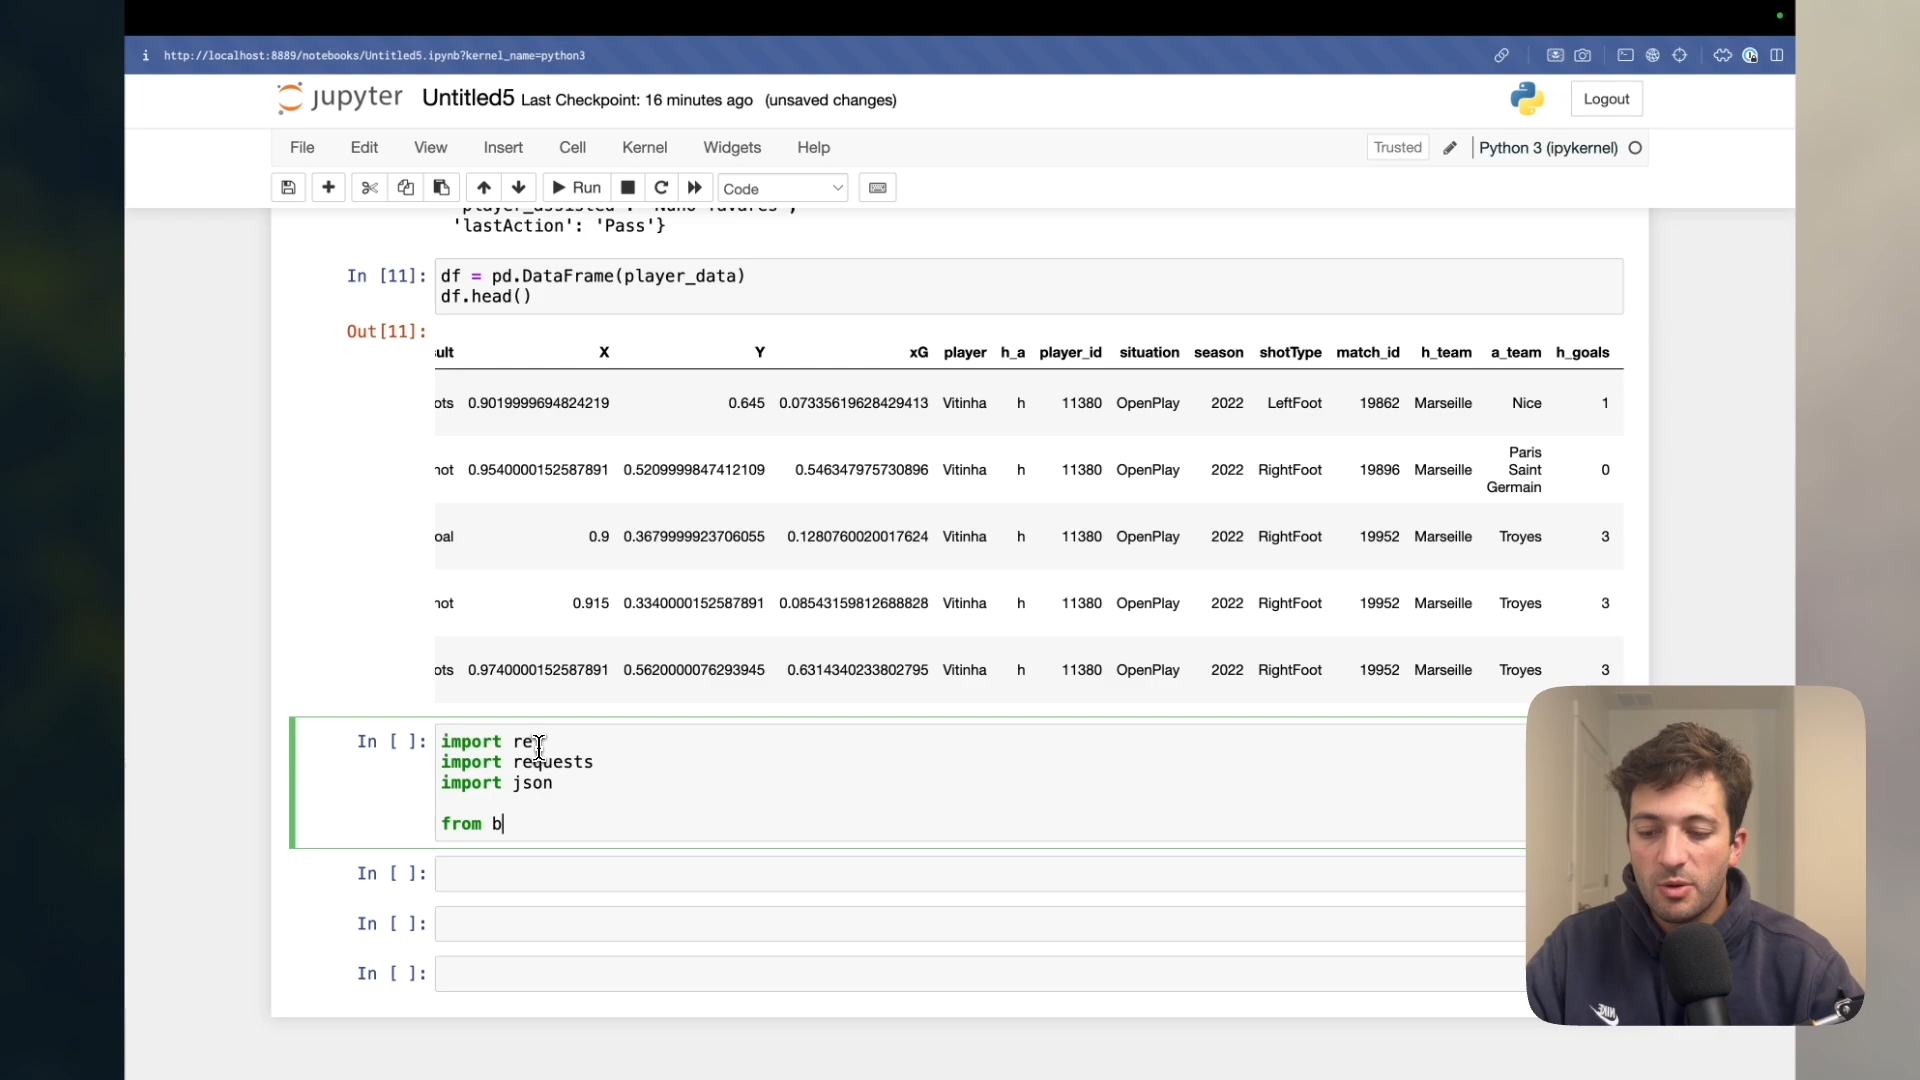 http://localhost:8889/notebooks/Untitled5.ipynb?kernel_name=python3
jupyter Untitled5 Last Checkpoint: 16 minutes ago (unsaved changes)
Logout
File Edit View Insert Cell Kernel Widgets Help
Trusted Python 3 (ipykernel)
Run Code
'lastAction': 'Pass'}
In [11]: df = pd.DataFrame(player_data)
df.head()
Out[11]:
ult X Y xG player h_a player_id situation season shotType match_id h_team a_team h_goals
ots 0.9019999694824219 0.645 0.07335619628429413 Vitinha h 11380 OpenPlay 2022 LeftFoot 19862 Marseille Nice 1
not 0.9540000152587891 0.5209999847412109 0.546347975730896 Vitinha h 11380 OpenPlay 2022 RightFoot 19896 Marseille Paris Saint Germain 0
oal 0.9 0.3679999923706055 0.1280760020017624 Vitinha h 11380 OpenPlay 2022 RightFoot 19952 Marseille Troyes 3
not 0.915 0.3340000152587891 0.08543159812688828 Vitinha h 11380 OpenPlay 2022 RightFoot 19952 Marseille Troyes 3
ots 0.9740000152587891 0.5620000076293945 0.6314340233802795 Vitinha h 11380 OpenPlay 2022 RightFoot 19952 Marseille Troyes 3
In [ ]: import re
import requests
import json
from b
In [ ]:
In [ ]:
In [ ]:
NIKE